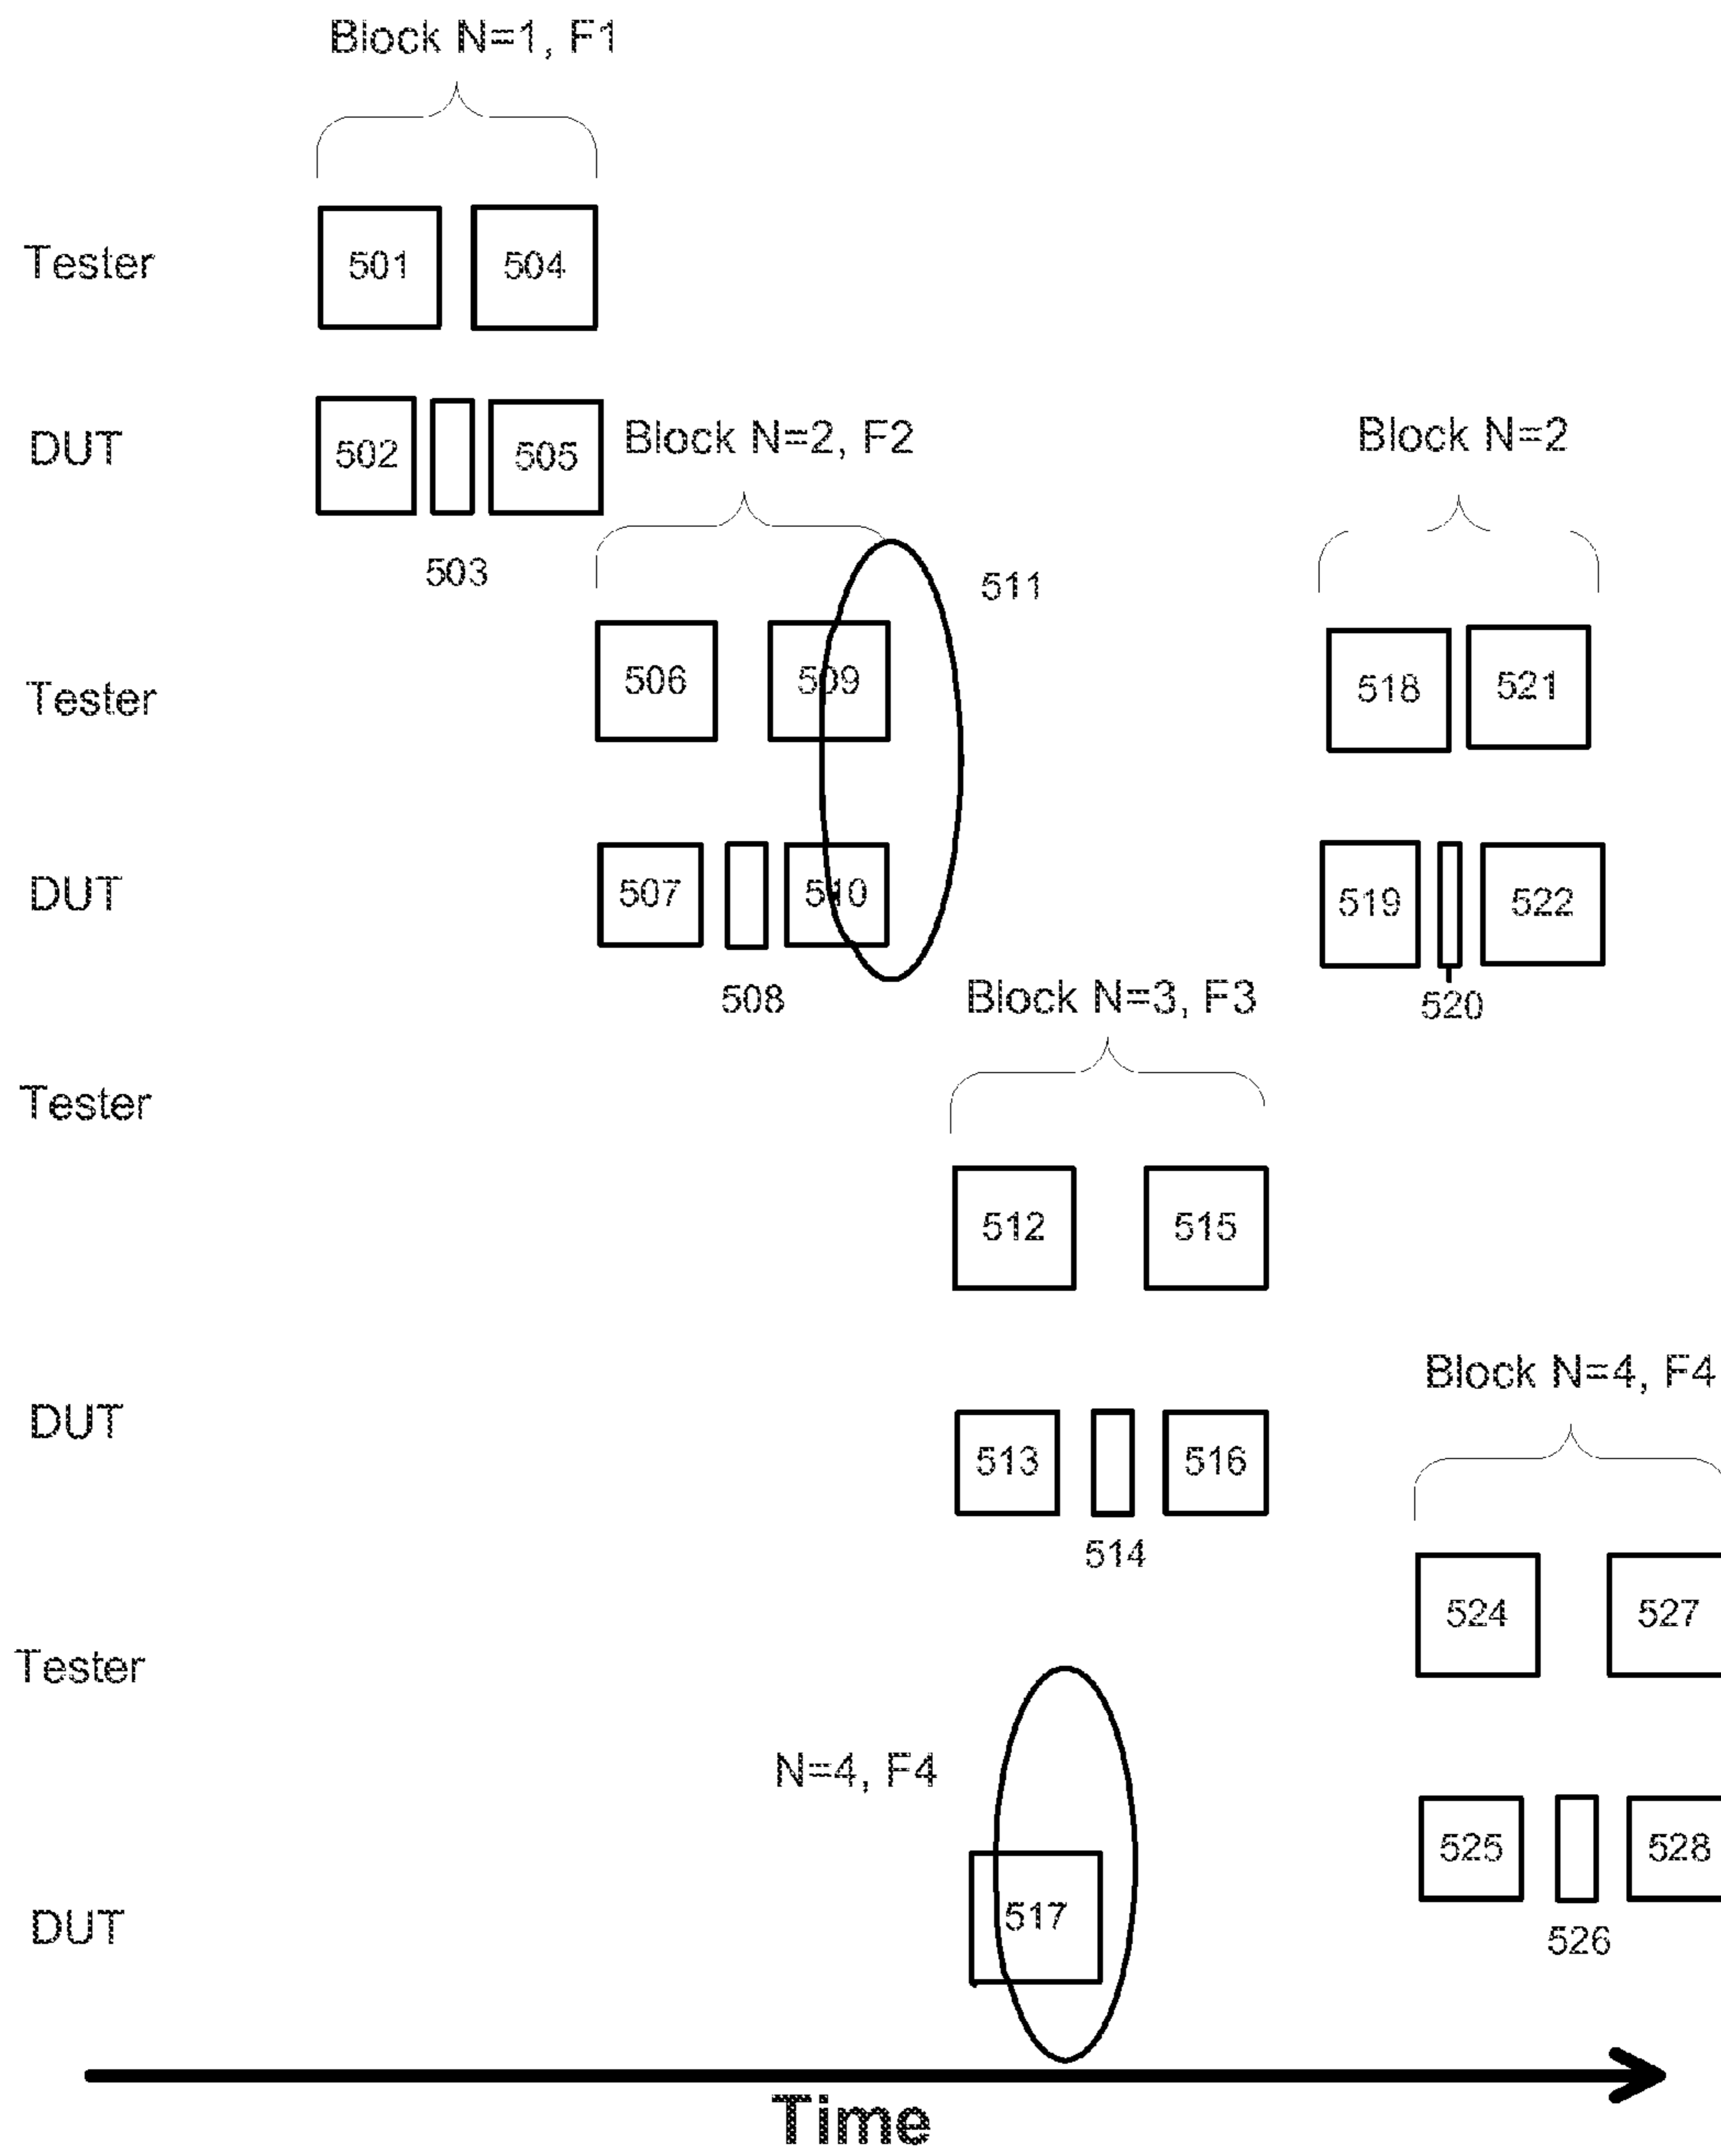 Block N=1, F1
Tester
501
504
DUT
502
505
503
Block N=2, F2
Block N=2
511
Tester
506
509
518
521
DUT
507
510
519
522
508
520
Block N=3, F3
Tester
512
515
Block N=4, F4
DUT
513
516
514
Tester
524
527
N=4, F4
525
528
DUT
517
526
Time